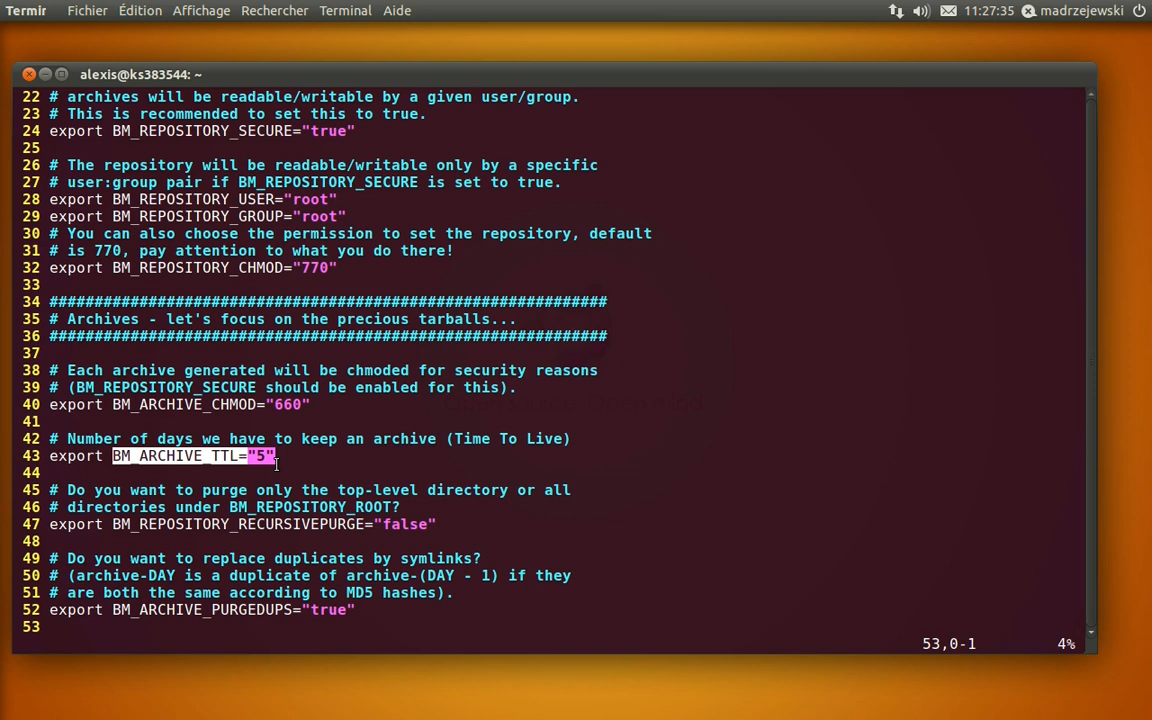 Termir Fichier Édition Affichage Rechercher Terminal Aide 11:27:35 madrzejewski
alexis@ks383544: ~
22 # archives will be readable/writable by a given user/group.
23 # This is recommended to set this to true.
24 export BM_REPOSITORY_SECURE="true"
25
26 # The repository will be readable/writable only by a specific
27 # user:group pair if BM_REPOSITORY_SECURE is set to true.
28 export BM_REPOSITORY_USER="root"
29 export BM_REPOSITORY_GROUP="root"
30 # You can also choose the permission to set the repository, default
31 # is 770, pay attention to what you do there!
32 export BM_REPOSITORY_CHMOD="770"
33
34 ##############################################################
35 # Archives - let's focus on the precious tarballs...
36 ##############################################################
37
38 # Each archive generated will be chmoded for security reasons
39 # (BM_REPOSITORY_SECURE should be enabled for this).
40 export BM_ARCHIVE_CHMOD="660"
41
42 # Number of days we have to keep an archive (Time To Live)
43 export BM_ARCHIVE_TTL="5"
44
45 # Do you want to purge only the top-level directory or all
46 # directories under BM_REPOSITORY_ROOT?
47 export BM_REPOSITORY_RECURSIVEPURGE="false"
48
49 # Do you want to replace duplicates by symlinks?
50 # (archive-DAY is a duplicate of archive-(DAY - 1) if they
51 # are both the same according to MD5 hashes).
52 export BM_ARCHIVE_PURGEDUPS="true"
53
53,0-1 4%